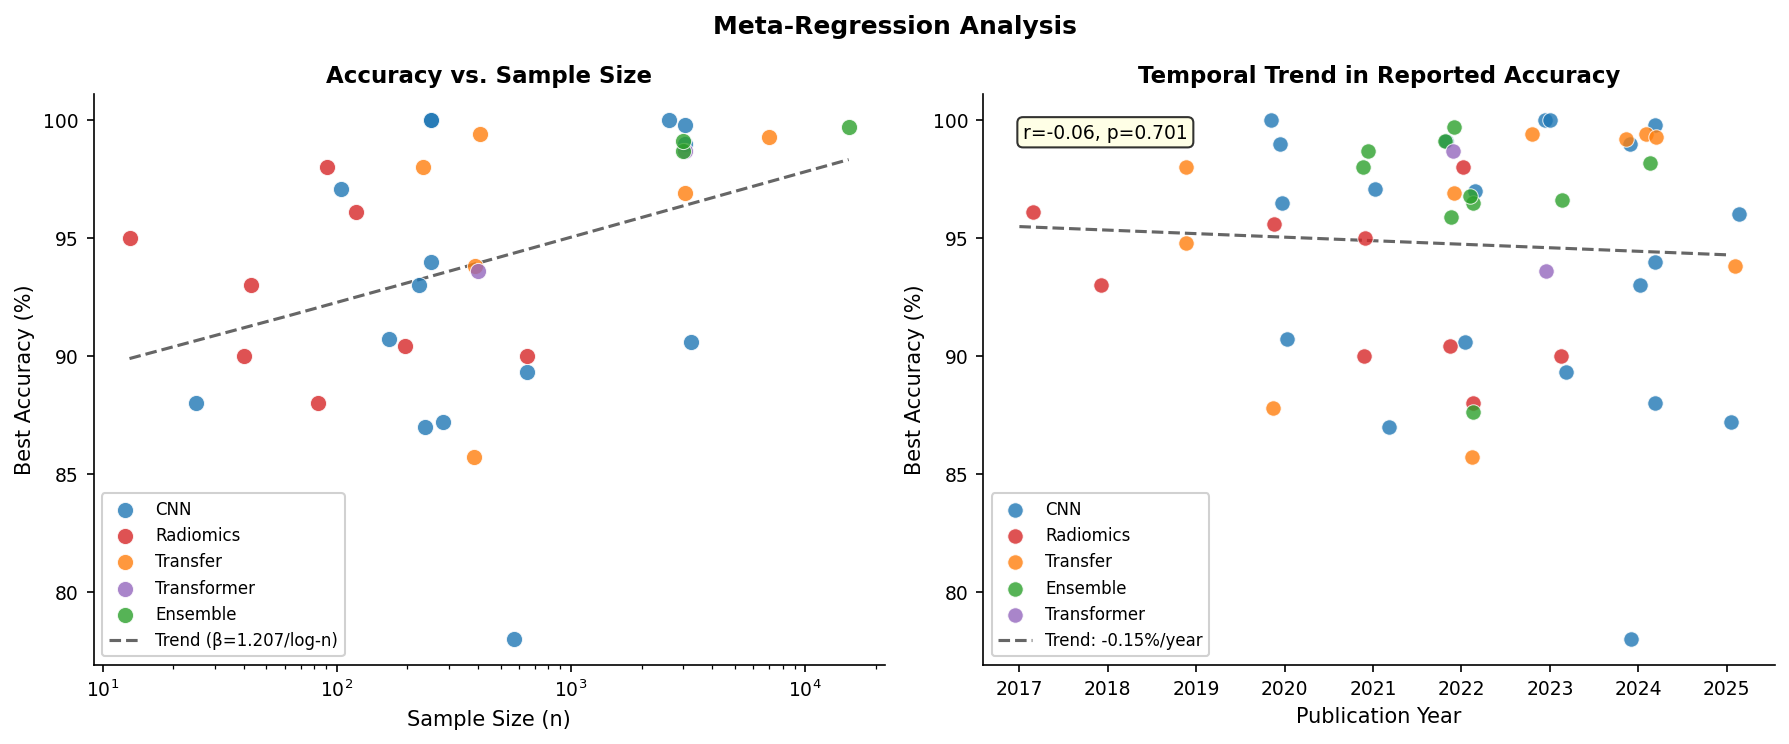 Meta-Regression Analysis
Accuracy vs. Sample Size
Best Accuracy (%)
100
95
90
85
80
CNN
Radiomics
Transfer
Transformer
Ensemble
Trend (β=1.207/log-n)
10¹ 10² 10³ 10⁴
Sample Size (n)
Temporal Trend in Reported Accuracy
Best Accuracy (%)
100
95
90
85
80
r=-0.06, p=0.701
CNN
Radiomics
Transfer
Ensemble
Transformer
Trend: -0.15%/year
2017 2018 2019 2020 2021 2022 2023 2024 2025
Publication Year